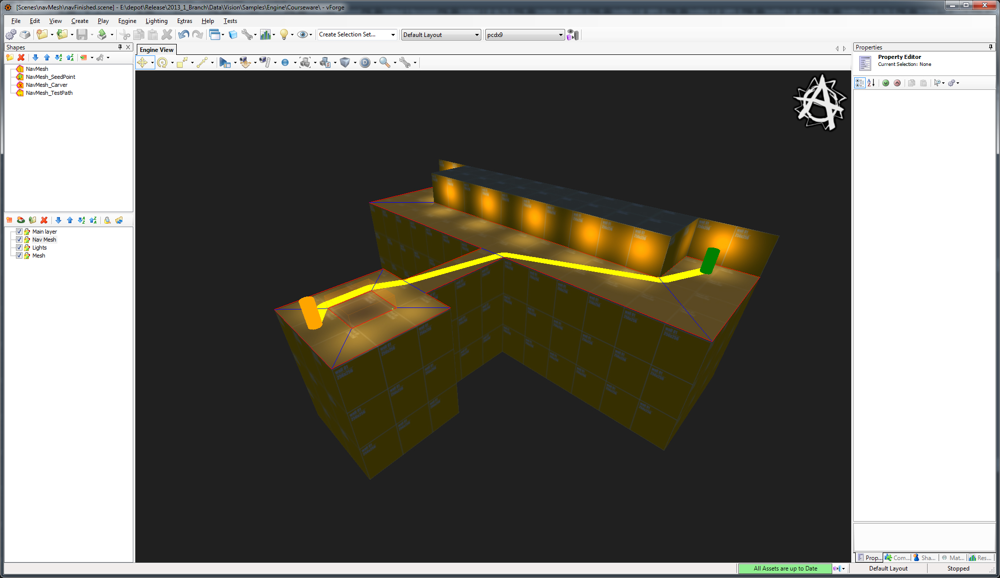 [Scenes\navMesh\navFinished.scene] - E:\depot\Release\2013_1_Branch\Data\Vision\Samples\Engine\Courseware\ - vForge
File Edit View Create Play Engine Lighting Extras Help Tests
Create Selection Set...
Default Layout
pcdx9
Shapes
NavMesh
NavMesh_SeedPoint
NavMesh_Carver
NavMesh_TestPath
Main layer
Nav Mesh
Lights
Mesh
Engine View
Properties
Property Editor
Current Selection: None
Prop...
Com...
Sha...
Mat...
Res...
All Assets are up to Date
Default Layout
Stopped